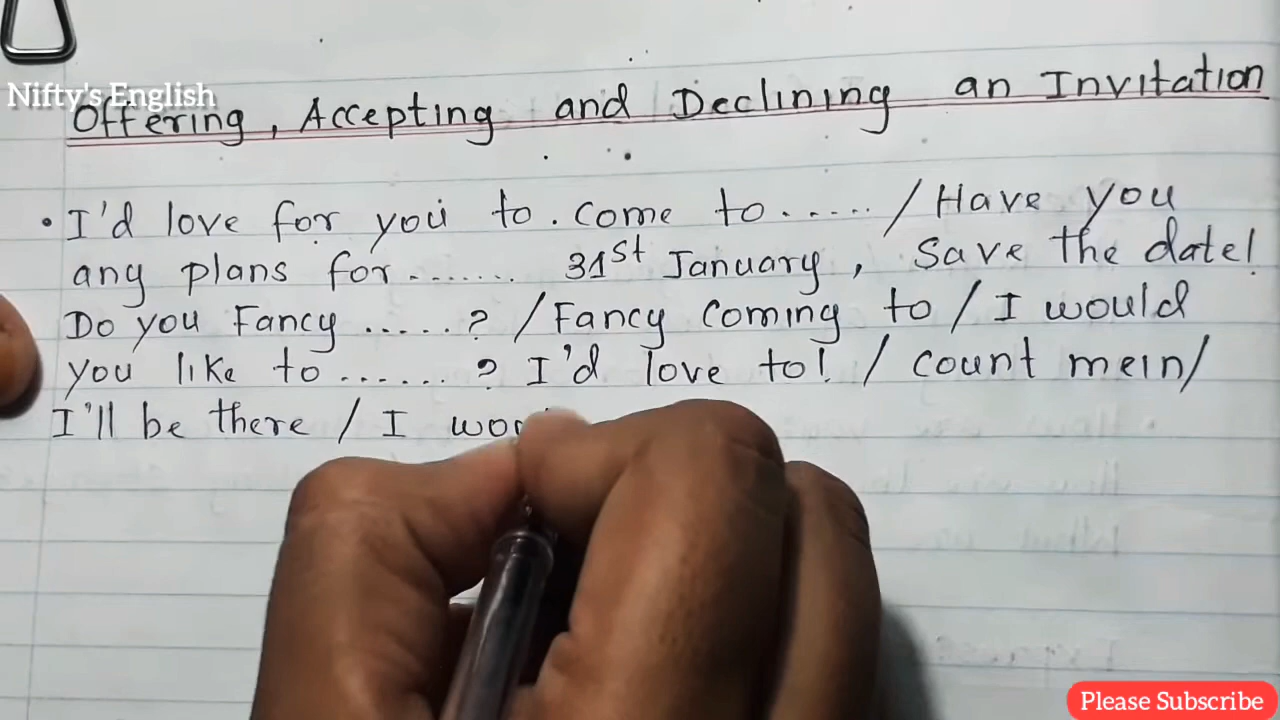 Nifty's English
Offering, Accepting and Declining an Invitation
• I'd love for you to. come to...... / Have you
any plans for........ 31st January, Save the date!
Do you Fancy .....? / Fancy coming to / I would
you like to ...... ? I'd love to! / count me in /
I'll be there / I
Please Subscribe